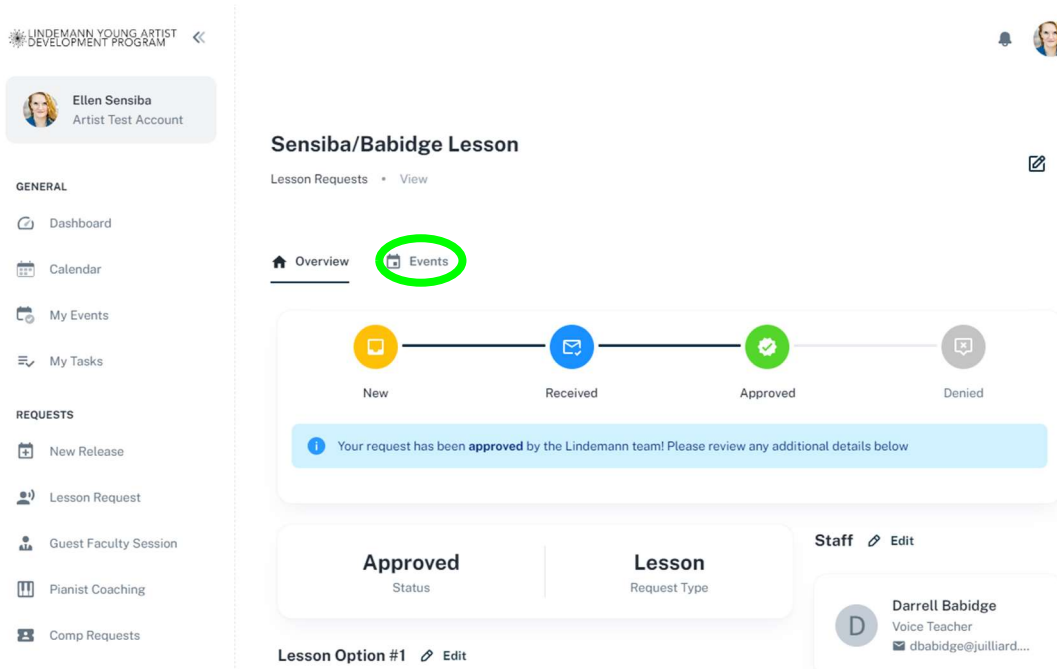 LINDEMANN YOUNG ARTIST
DEVELOPMENT PROGRAM
Ellen Sensiba
Artist Test Account
GENERAL
Dashboard
Calendar
My Events
My Tasks
REQUESTS
New Release
Lesson Request
Guest Faculty Session
Pianist Coaching
Comp Requests
Sensiba/Babidge Lesson
Lesson Requests • View
Overview Events
New Received Approved Denied
Your request has been approved by the Lindemann team! Please review any additional details below
Approved Lesson
Status Request Type
Lesson Option #1 Edit
Staff Edit
D
Darrell Babidge
Voice Teacher
dbabidge@juilliard....